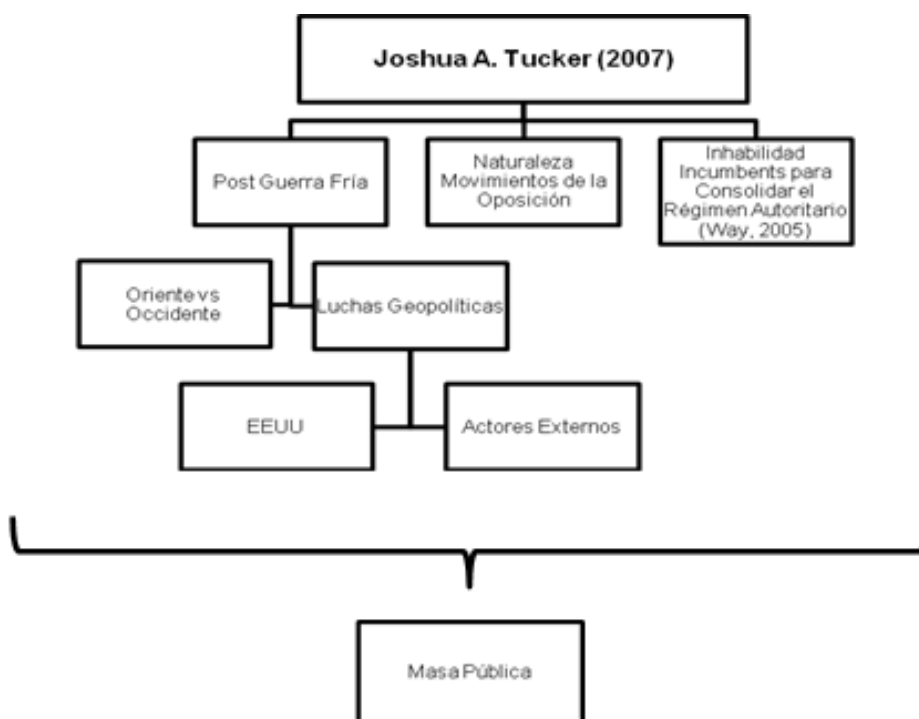 Joshua A. Tucker (2007)
Post Guerra Fría
Naturaleza
Movimientos de la
Oposición
Inhabilidad
Incumbents para
Consolidar el
Régimen Autoritario
(Way, 2005)
Oriente vs
Occidente
Luchas Geopolíticas
EEUU
Actores Externos
Masa Pública